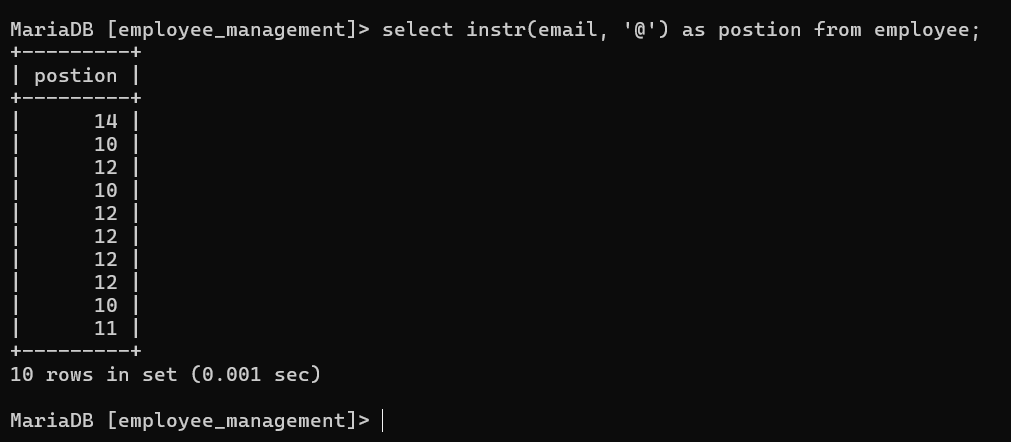 MariaDB [employee_management]> select instr(email, '@') as postion from employee;
+---------+
| postion |
+---------+
|      14 |
|      10 |
|      12 |
|      10 |
|      12 |
|      12 |
|      12 |
|      12 |
|      10 |
|      11 |
+---------+
10 rows in set (0.001 sec)
MariaDB [employee_management]>